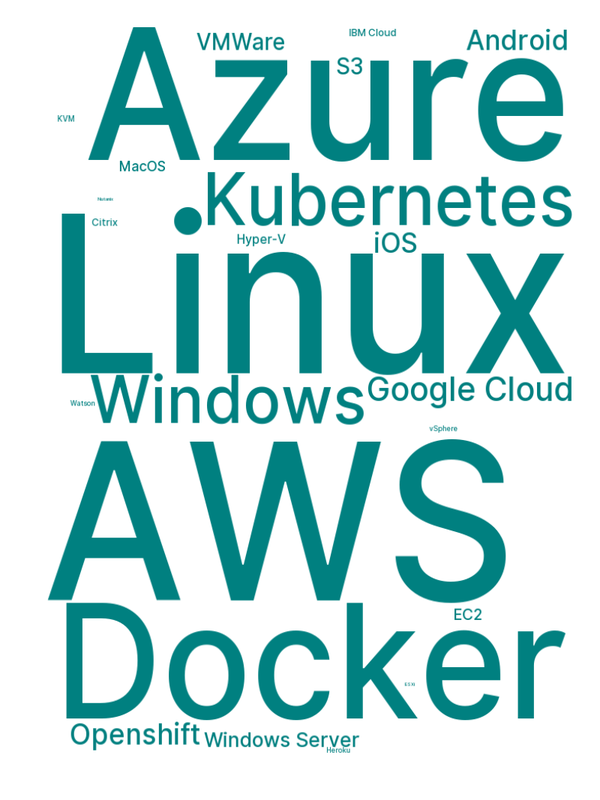 IBM Cloud
VMWare
Android
Azure
S3
KVM
MacOS
Kubernetes
Citrix
Hyper-V
iOS
Linux
Windows
Google Cloud
Watson
vSphere
AWS
EC2
Docker
Openshift
Windows Server
Heroku